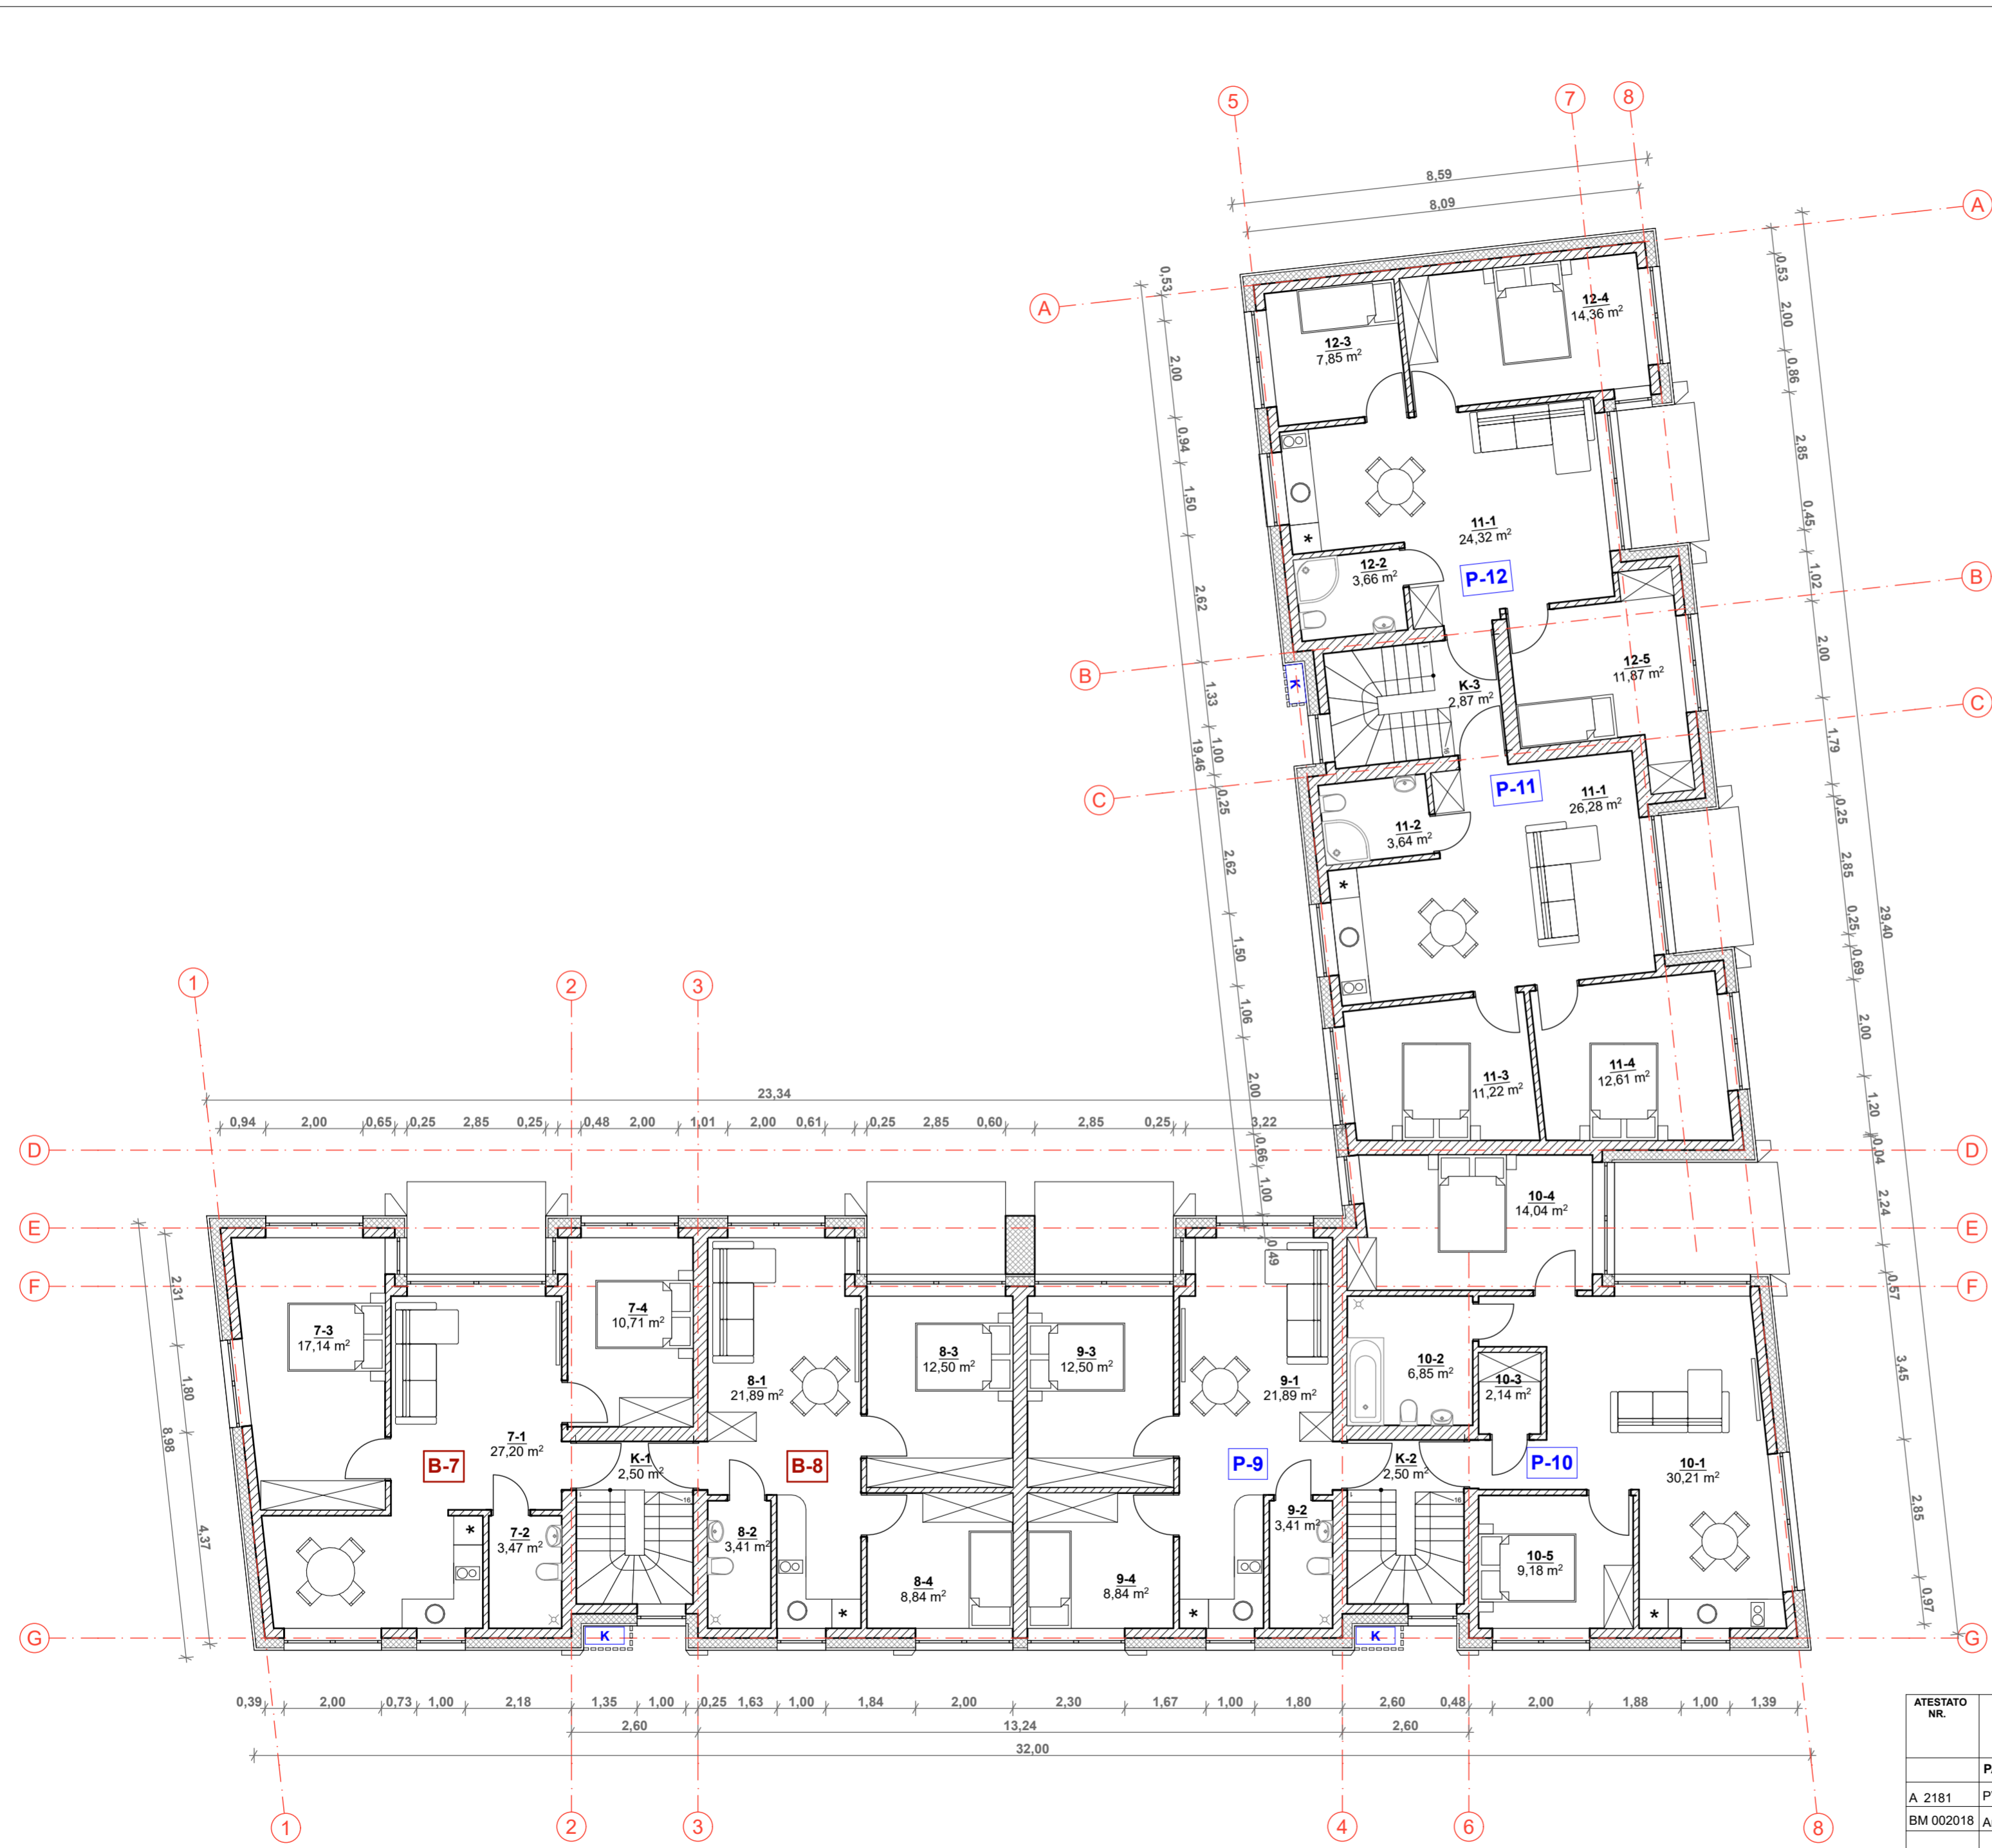 5
7
8
8,59
8,09
A
A
0,53
2,00
0,94
1,50
2,62
1,33
1,00
0,25
2,62
1,50
1,06
2,00
0,66
1,00
0,49
19,46
0,53
2,00
0,86
2,85
0,45
1,02
2,00
1,79
0,25
2,85
0,25
0,69
2,00
1,20
0,04
2,24
0,57
3,45
2,85
0,97
29,40
12-3
7,85 m²
12-4
14,36 m²
11-1
24,32 m²
*
12-2
3,66 m²
P-12
B
B
12-5
11,87 m²
K
1
K-3
2,87 m²
16
C
C
P-11
11-1
26,28 m²
11-2
3,64 m²
*
11-3
11,22 m²
11-4
12,61 m²
1
2
3
23,34
0,94 2,00 0,65 0,25 2,85 0,25 0,48 2,00 1,01 2,00 0,61 0,25 2,85 0,60 2,85 0,25 3,22
D
D
10-4
14,04 m²
E
E
F
F
2,31
1,80
4,37
8,98
7-3
17,14 m²
7-4
10,71 m²
8-1
21,89 m²
8-3
12,50 m²
9-3
12,50 m²
9-1
21,89 m²
10-2
6,85 m²
10-3
2,14 m²
7-1
27,20 m²
B-7
K-1
2,50 m²
B-8
P-9
K-2
2,50 m²
P-10
10-1
30,21 m²
1
16
1
16
*
7-2
3,47 m²
8-2
3,41 m²
9-2
3,41 m²
8-4
8,84 m²
9-4
8,84 m²
10-5
9,18 m²
*
*
*
K
K
G
G
0,39 2,00 0,73 1,00 2,18 1,35 1,00 0,25 1,63 1,00 1,84 2,00 2,30 1,67 1,00 1,80 2,60 0,48 2,00 1,88 1,00 1,39
2,60 13,24 2,60
32,00
1
2
3
4
6
8
ATESTATO
NR.
A 2181
BM 002018